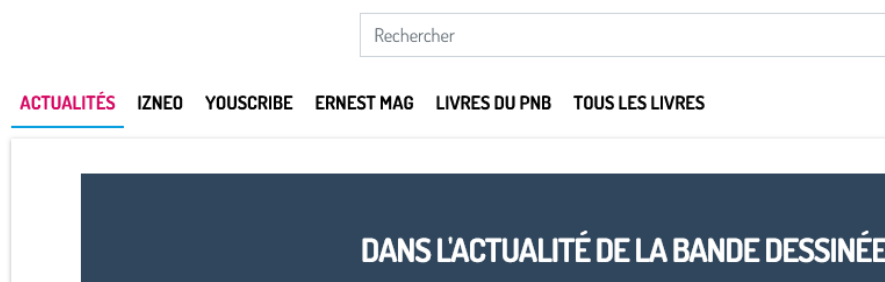 Rechercher
ACTUALITÉS IZNEO YOUSCRIBE ERNEST MAG LIVRES DU PNB TOUS LES LIVRES
DANS L'ACTUALITÉ DE LA BANDE DESSINÉE